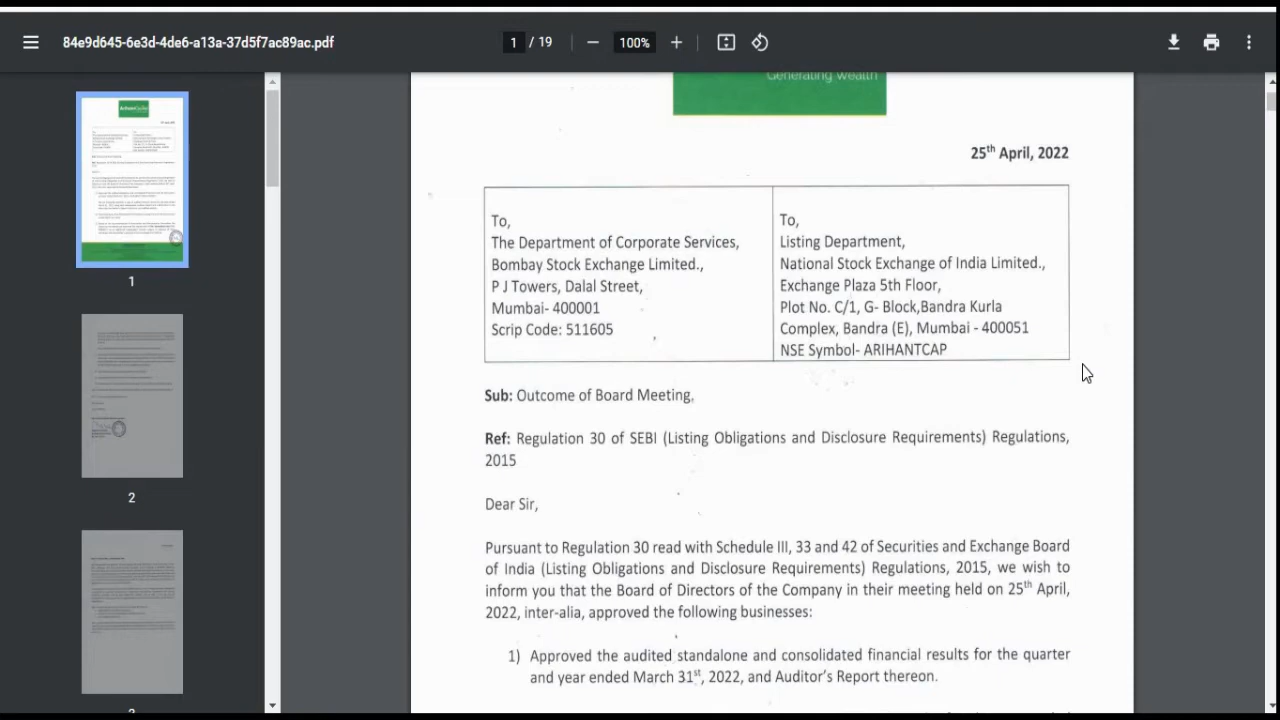 84e9d645-6e3d-4de6-a13a-37d5f7ac89ac.pdf
1 / 19
100%
Generating Wealth
25th April, 2022
To,
The Department of Corporate Services,
Bombay Stock Exchange Limited.,
P J Towers, Dalal Street,
Mumbai- 400001
Scrip Code: 511605
To,
Listing Department,
National Stock Exchange of India Limited.,
Exchange Plaza 5th Floor,
Plot No. C/1, G- Block,Bandra Kurla
Complex, Bandra (E), Mumbai - 400051
NSE Symbol- ARIHANTCAP
Sub: Outcome of Board Meeting.
Ref: Regulation 30 of SEBI (Listing Obligations and Disclosure Requirements) Regulations,
2015
Dear Sir,
Pursuant to Regulation 30 read with Schedule III, 33 and 42 of Securities and Exchange Board
of India (Listing Obligations and Disclosure Requirements) Regulations, 2015, we wish to
inform you that the Board of Directors of the Company in their meeting held on 25th April,
2022, inter-alia, approved the following businesses:
1) Approved the audited standalone and consolidated financial results for the quarter
and year ended March 31st, 2022, and Auditor's Report thereon.
1
2
3